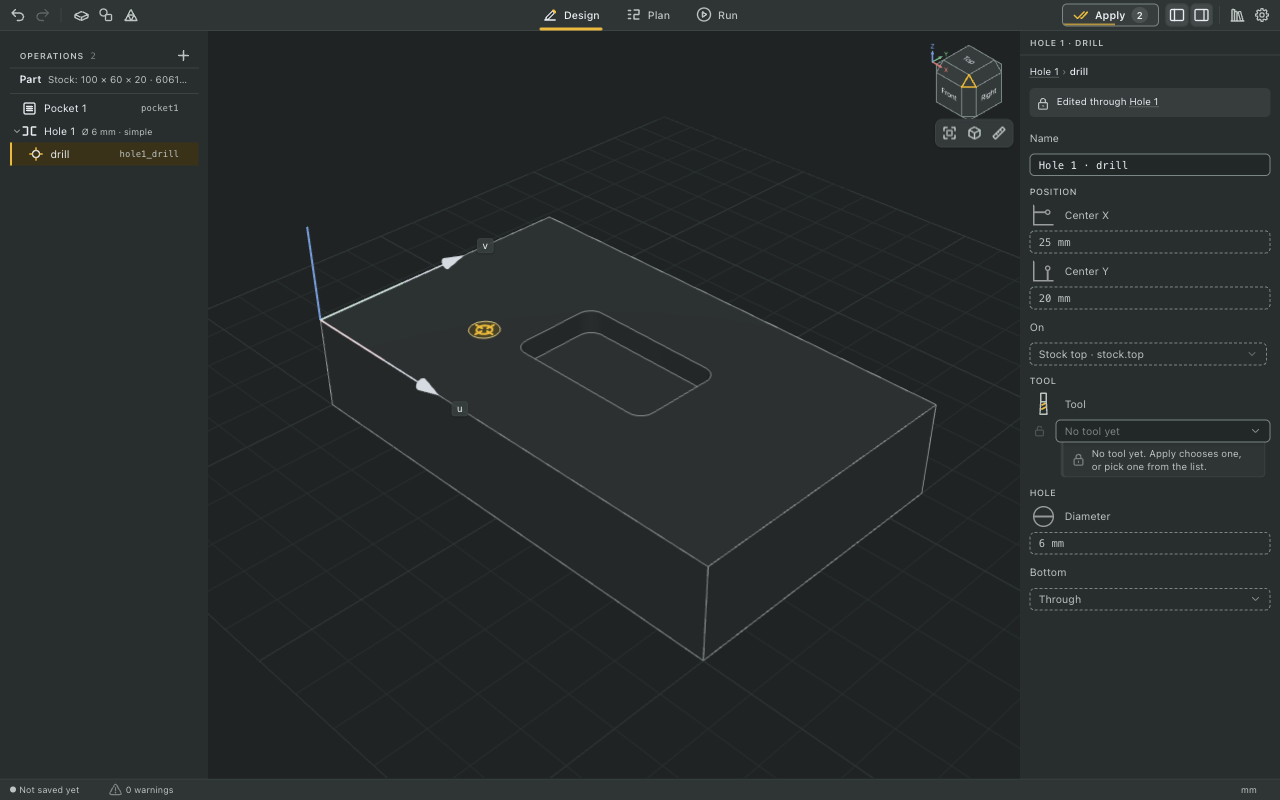 Design
Plan
Run
Apply 2
OPERATIONS 2
Part Stock: 100 × 60 × 20 · 6061…
Pocket 1 pocket1
Hole 1 Ø 6 mm · simple
drill hole1_drill
v
u
Z
Y
X
Top
Front
Right
HOLE 1 · DRILL
Hole 1 › drill
Edited through Hole 1
Name
Hole 1 · drill
POSITION
Center X
25 mm
Center Y
20 mm
On
Stock top · stock.top
TOOL
Tool
No tool yet
No tool yet. Apply chooses one,
or pick one from the list.
HOLE
Diameter
6 mm
Bottom
Through
Not saved yet
0 warnings
mm